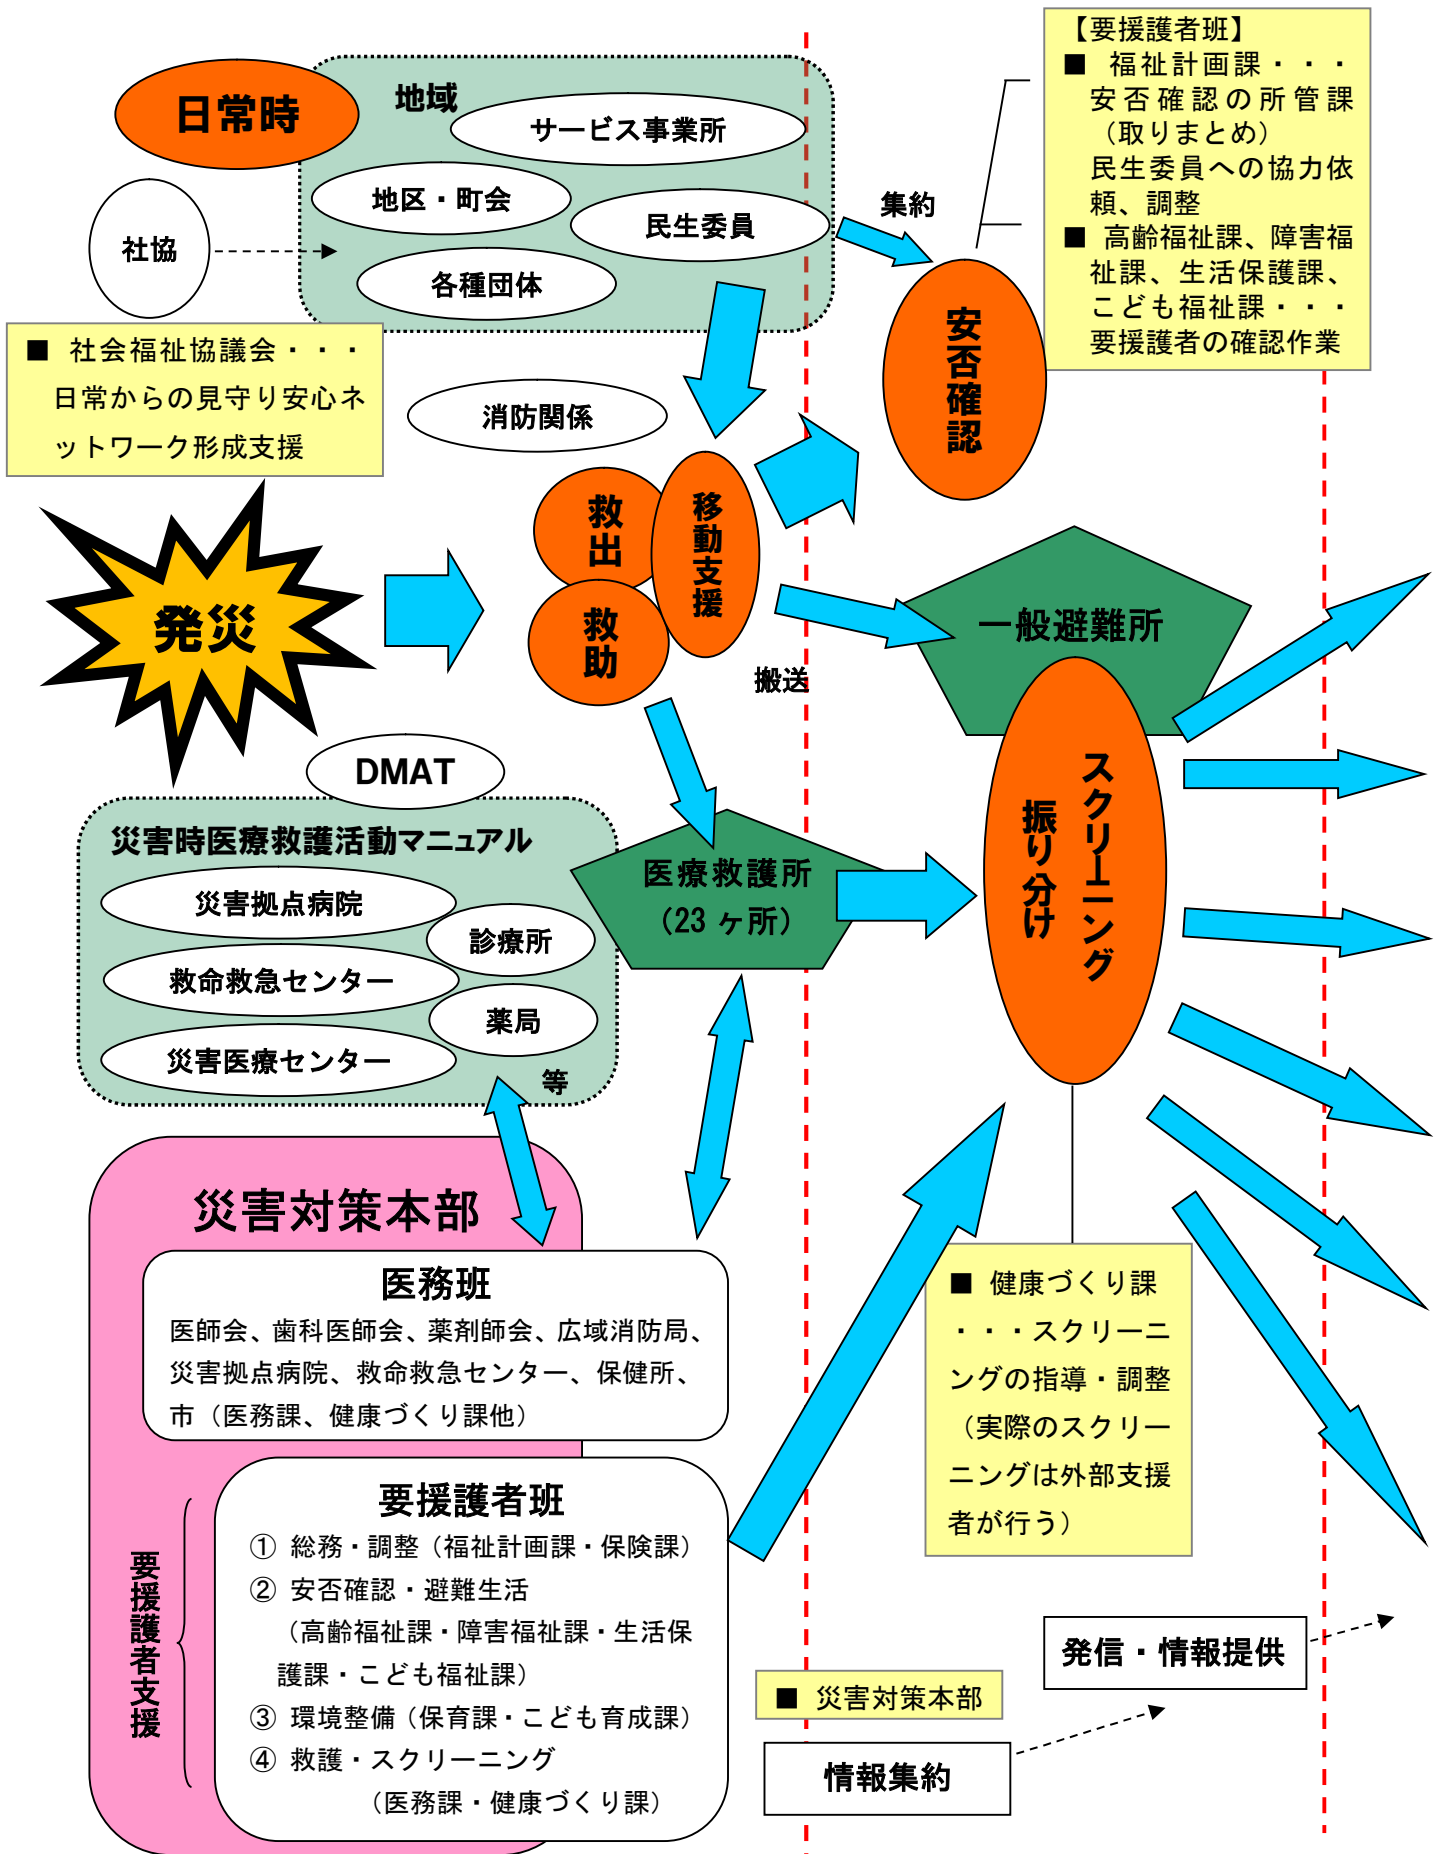 日常時
地域
サービス事業所
地区・町会
民生委員
各種団体
社協
集約
【要援護者班】
■ 福祉計画課・・・
安否確認の所管課
（取りまとめ）
民生委員への協力依
頼、調整
■ 高齢福祉課、障害福
祉課、生活保護課、
こども福祉課・・・
要援護者の確認作業
■ 社会福祉協議会・・・
日常からの見守り安心ネ
ットワーク形成支援
消防関係
安否確認
発災
救出
救助
移動支援
搬送
一般避難所
スクリーニング
振り分け
DMAT
災害時医療救護活動マニュアル
災害拠点病院
診療所
救命救急センター
薬局
災害医療センター
等
医療救護所
（23 ヶ所）
災害対策本部
医務班
医師会、歯科医師会、薬剤師会、広域消防局、
災害拠点病院、救命救急センター、保健所、
市（医務課、健康づくり課他）
要援護者支援
要援護者班
① 総務・調整（福祉計画課・保険課）
② 安否確認・避難生活
（高齢福祉課・障害福祉課・生活保
護課・こども福祉課）
③ 環境整備（保育課・こども育成課）
④ 救護・スクリーニング
（医務課・健康づくり課）
■ 健康づくり課
・・・スクリーニ
ングの指導・調整
（実際のスクリー
ニングは外部支援
者が行う）
発信・情報提供
■ 災害対策本部
情報集約